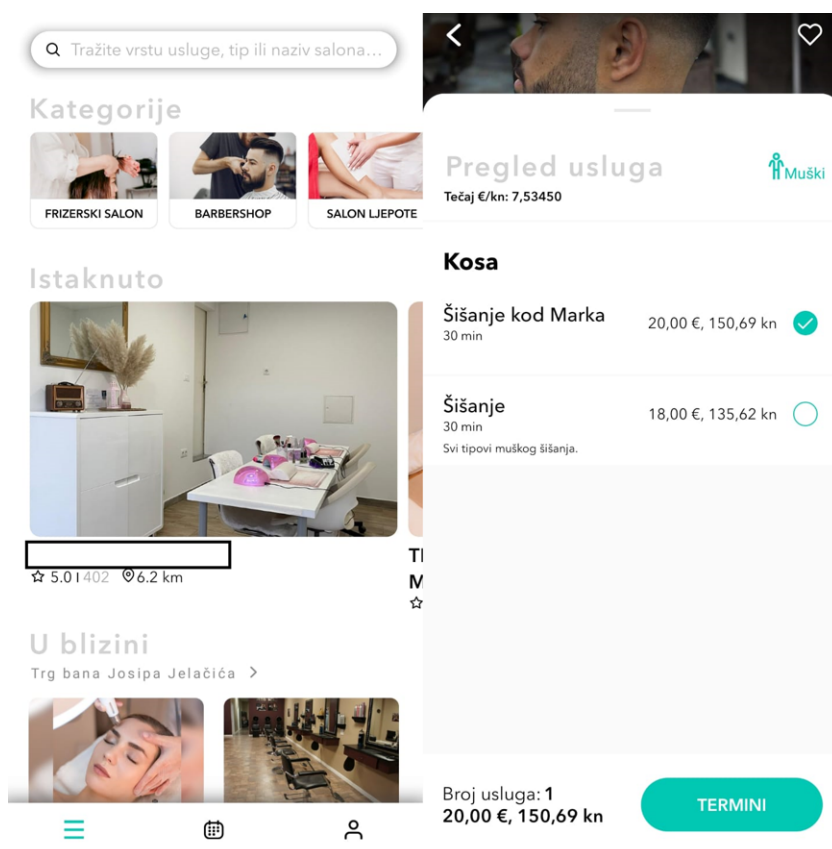 Tražite vrstu usluge, tip ili naziv salona...
Kategorije
FRIZERSKI SALON
BARBERSHOP
SALON LJEPOTE
Istaknuto
5.0 | 402 6.2 km
U blizini
Trg bana Josipa Jelačića >
Pregled usluga
Muški
Tečaj €/kn: 7,53450
Kosa
Šišanje kod Marka
30 min
20,00 €, 150,69 kn
Šišanje
30 min
Svi tipovi muškog šišanja.
18,00 €, 135,62 kn
Broj usluga: 1
20,00 €, 150,69 kn
TERMINI